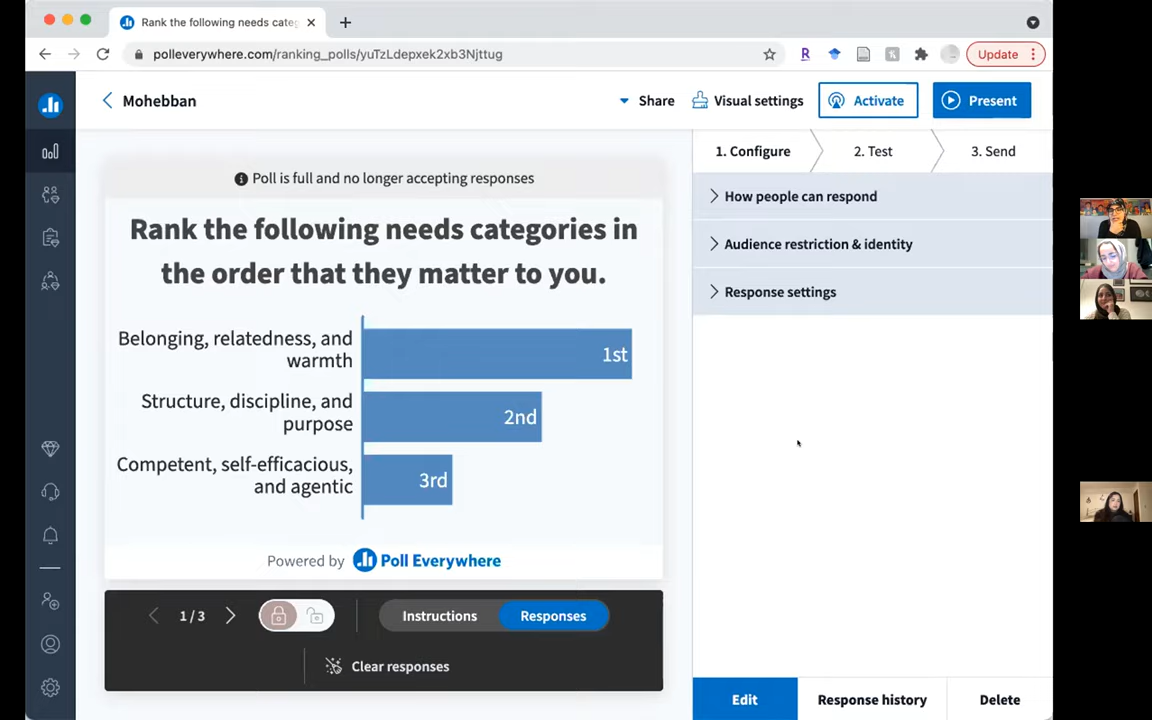 Rank the following needs categ
polleverywhere.com/ranking_polls/yuTzLdepxek2xb3Njttug
R
Update
Mohebban
Share
Visual settings
Activate
Present
1. Configure
2. Test
3. Send
Poll is full and no longer accepting responses
How people can respond
Rank the following needs categories in
the order that they matter to you.
Audience restriction & identity
Response settings
Belonging, relatedness, and
warmth
1st
Structure, discipline, and
purpose
2nd
Competent, self-efficacious,
and agentic
3rd
Powered by
Poll Everywhere
1 / 3
Instructions
Responses
Clear responses
Edit
Response history
Delete